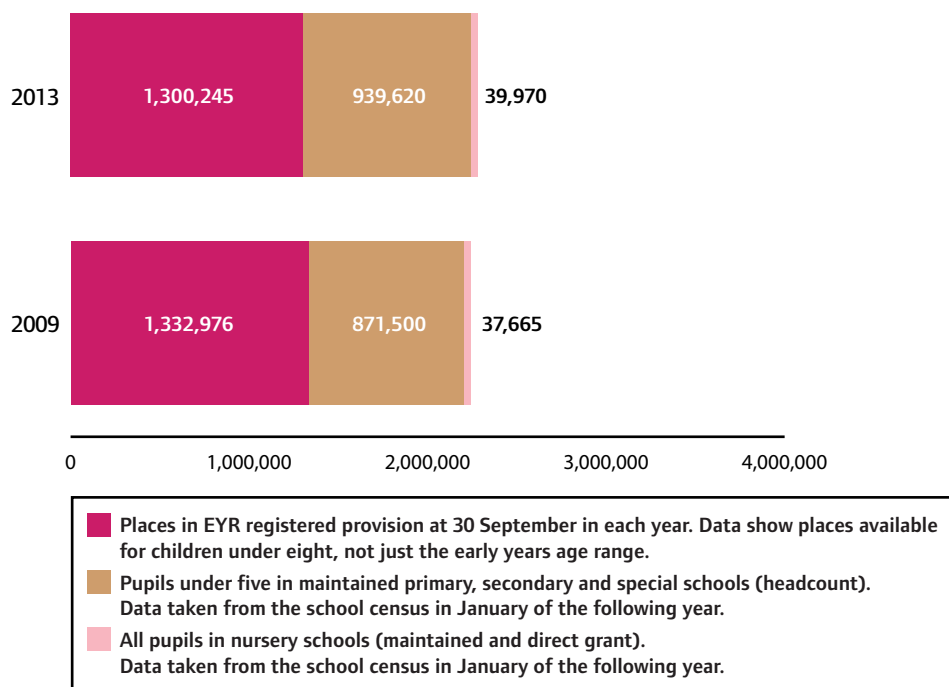 2013
1,300,245
939,620
39,970
2009
1,332,976
871,500
37,665
0
1,000,000
2,000,000
3,000,000
4,000,000
Places in EYR registered provision at 30 September in each year. Data show places available
for children under eight, not just the early years age range.
Pupils under five in maintained primary, secondary and special schools (headcount).
Data taken from the school census in January of the following year.
All pupils in nursery schools (maintained and direct grant).
Data taken from the school census in January of the following year.